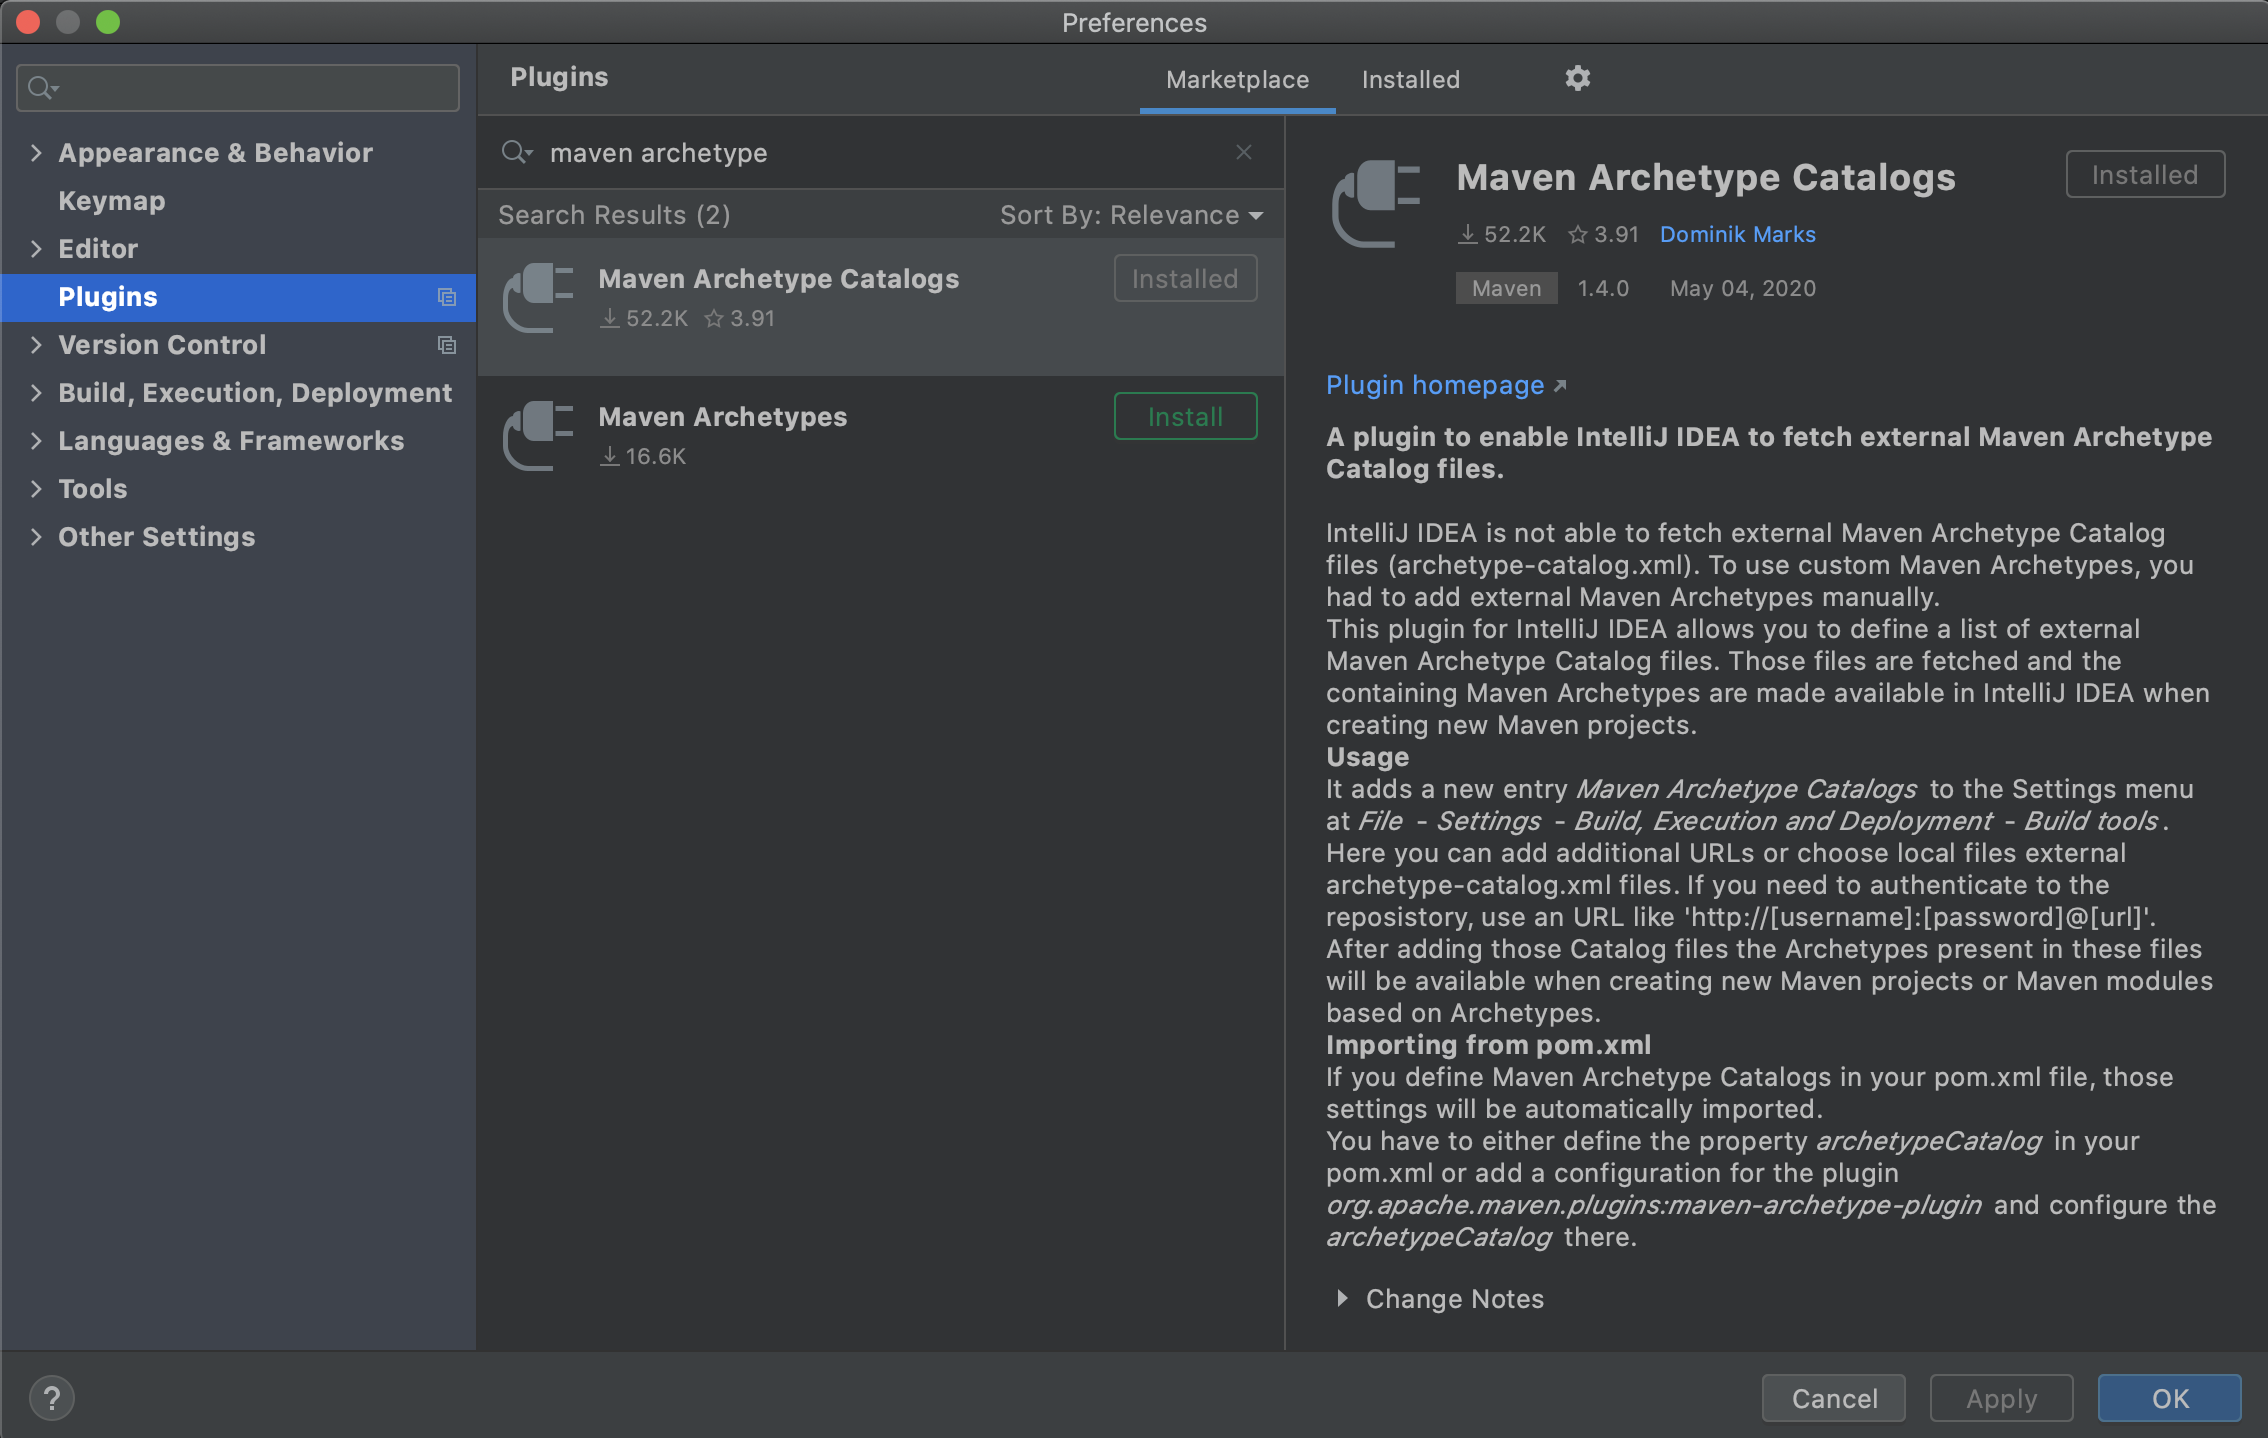 Preferences
Appearance & Behavior
Keymap
Editor
Plugins
Version Control
Build, Execution, Deployment
Languages & Frameworks
Tools
Other Settings
Plugins
Marketplace
Installed
maven archetype
Search Results (2)
Sort By: Relevance
Maven Archetype Catalogs
Installed
52.2K 3.91
Maven Archetypes
Install
16.6K
Maven Archetype Catalogs
Installed
52.2K 3.91 Dominik Marks
Maven 1.4.0 May 04, 2020
Plugin homepage
A plugin to enable IntelliJ IDEA to fetch external Maven Archetype
Catalog files.
IntelliJ IDEA is not able to fetch external Maven Archetype Catalog
files (archetype-catalog.xml). To use custom Maven Archetypes, you
had to add external Maven Archetypes manually.
This plugin for IntelliJ IDEA allows you to define a list of external
Maven Archetype Catalog files. Those files are fetched and the
containing Maven Archetypes are made available in IntelliJ IDEA when
creating new Maven projects.
Usage
It adds a new entry Maven Archetype Catalogs to the Settings menu
at File - Settings - Build, Execution and Deployment - Build tools.
Here you can add additional URLs or choose local files external
archetype-catalog.xml files. If you need to authenticate to the
reposistory, use an URL like 'http://[username]:[password]@[url]'.
After adding those Catalog files the Archetypes present in these files
will be available when creating new Maven projects or Maven modules
based on Archetypes.
Importing from pom.xml
If you define Maven Archetype Catalogs in your pom.xml file, those
settings will be automatically imported.
You have to either define the property archetypeCatalog in your
pom.xml or add a configuration for the plugin
org.apache.maven.plugins:maven-archetype-plugin and configure the
archetypeCatalog there.
Change Notes
?
Cancel
Apply
OK